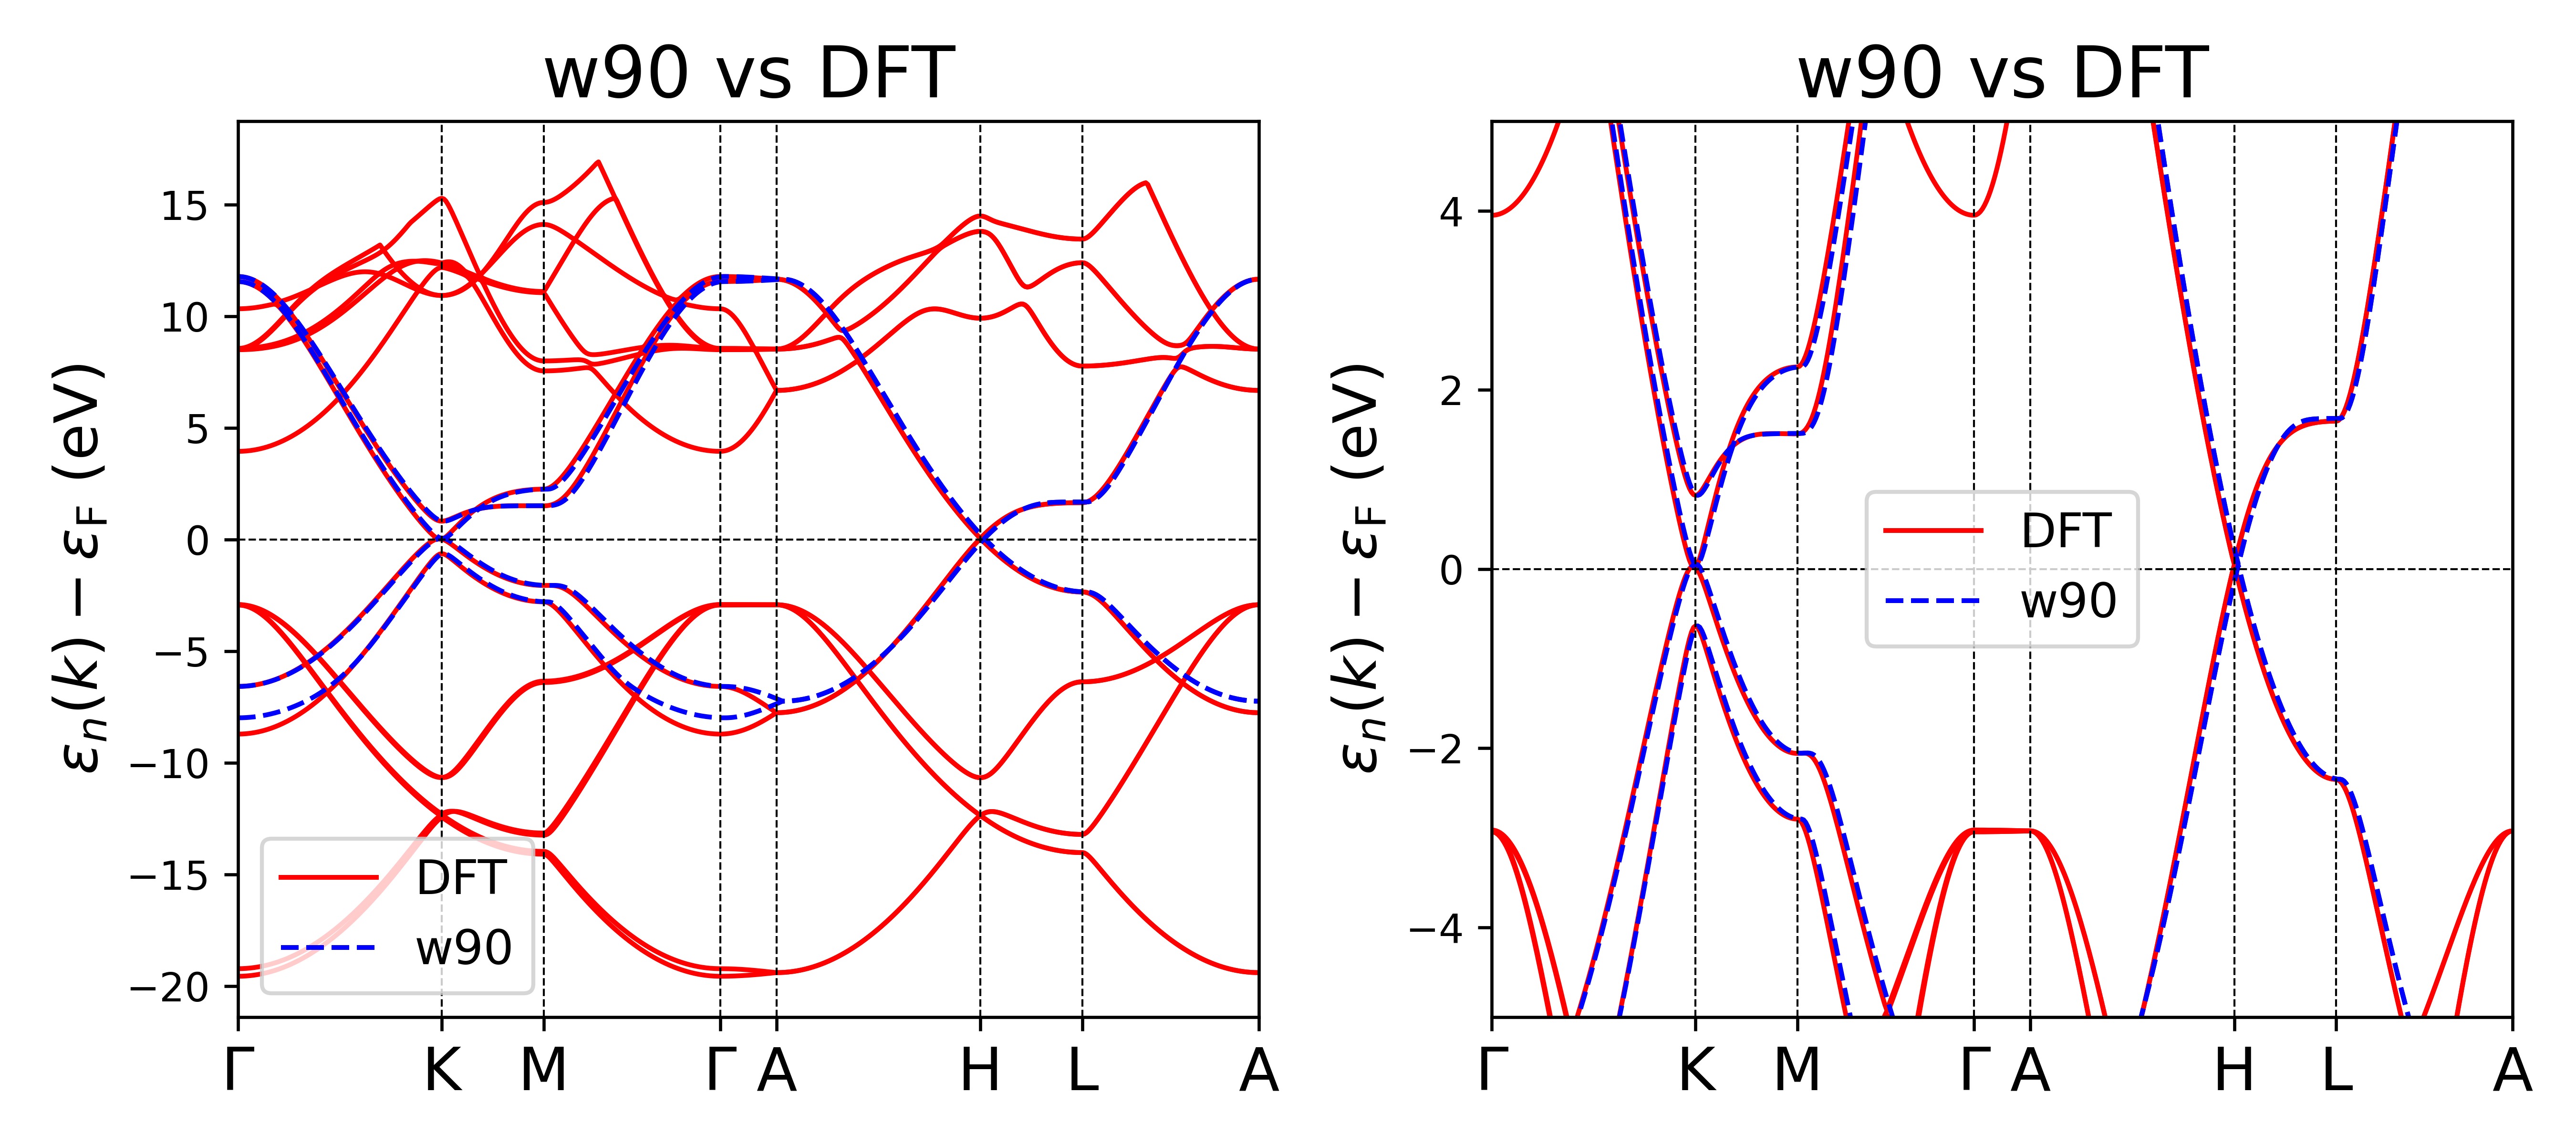 w90 vs DFT
εn(k) − εF (eV)
15
10
5
0
−5
−10
−15
−20
DFT
w90
Γ K M Γ A H L A
w90 vs DFT
εn(k) − εF (eV)
4
2
0
−2
−4
DFT
w90
Γ K M Γ A H L A